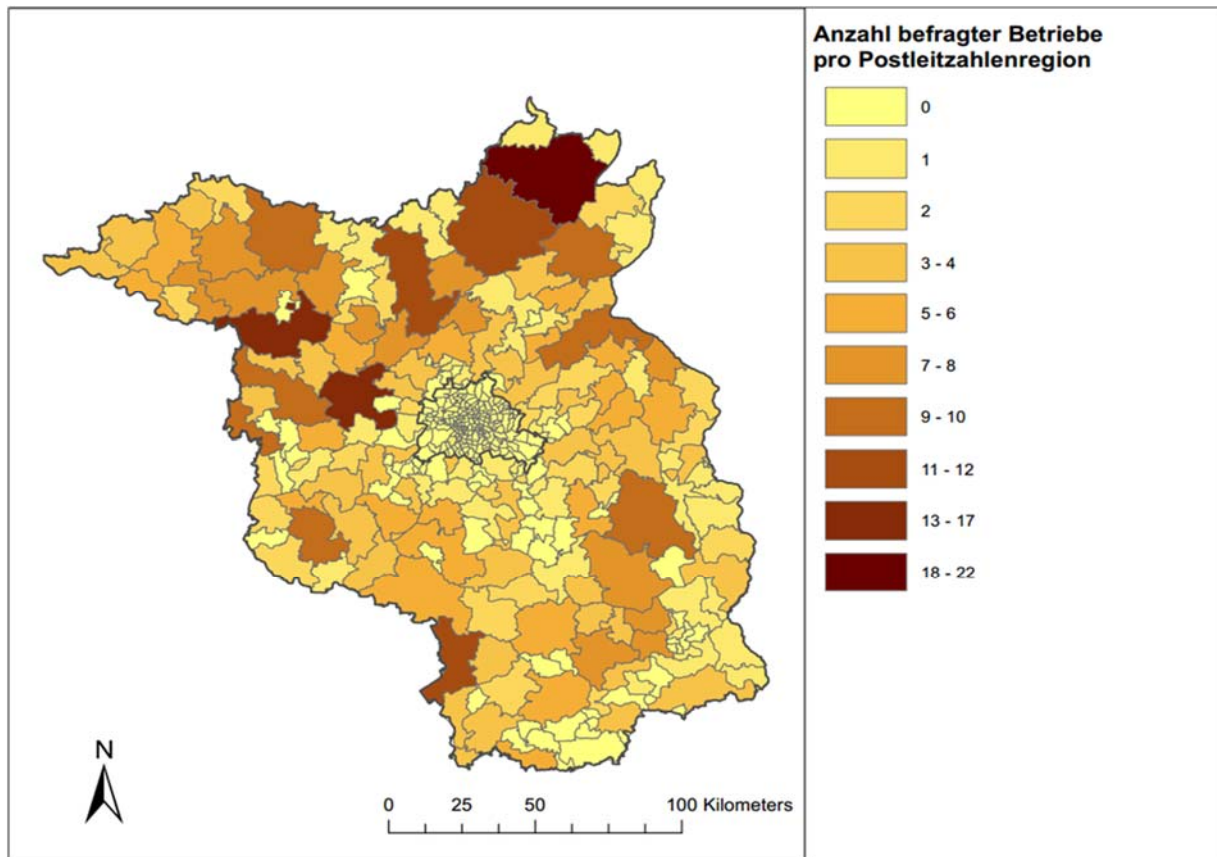 Anzahl befragter Betriebe
pro Postleitzahlenregion
0
1
2
3 - 4
5 - 6
7 - 8
9 - 10
11 - 12
13 - 17
18 - 22
N
0 25 50 100 Kilometers